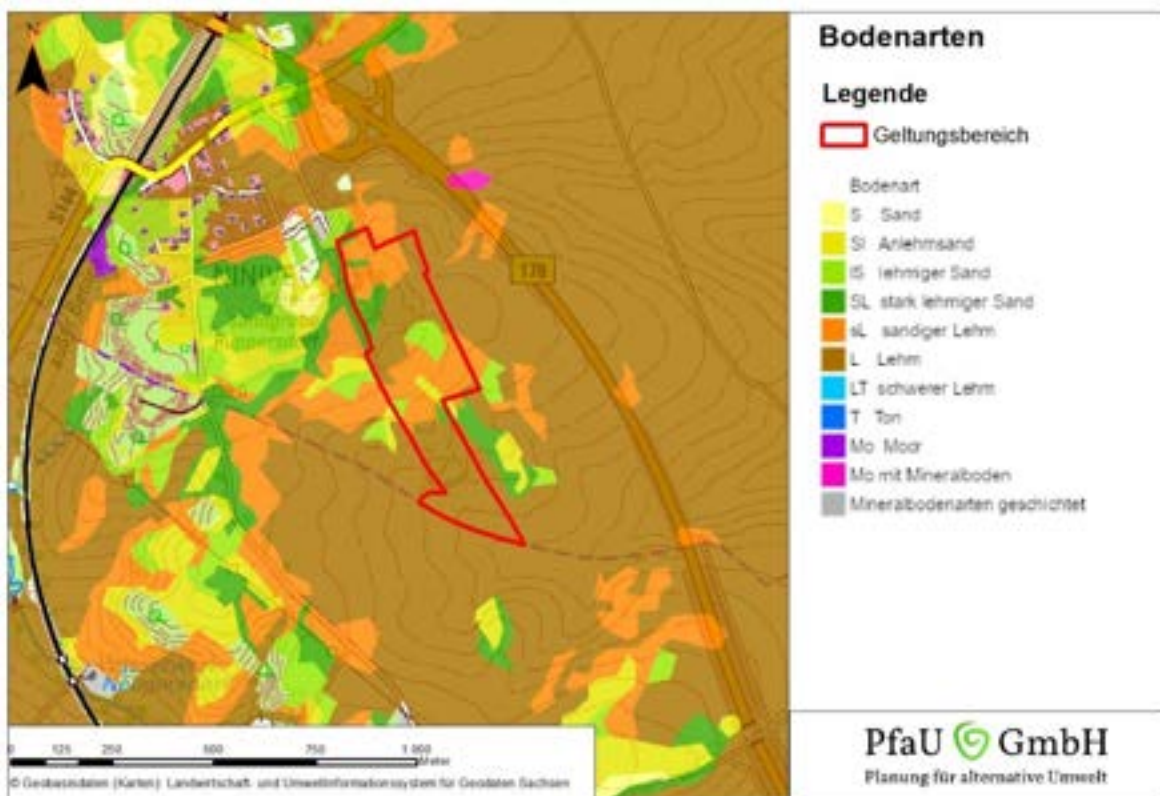 N
178
NINIVE
0 125 250 500 750 1 000
Meter
© Geobasisdaten (Karten): Landwirtschaft- und Umweltinformationssystem für Geodaten Sachsen
Bodenarten
Legende
Geltungsbereich
Bodenart
S Sand
Sl Anlehmsand
lS lehmiger Sand
SL stark lehmiger Sand
sL sandiger Lehm
L Lehm
LT schwerer Lehm
T Ton
Mo Moor
Mo mit Mineralboden
Mineralbodenarten geschichtet
PfaU GmbH
Planung für alternative Umwelt